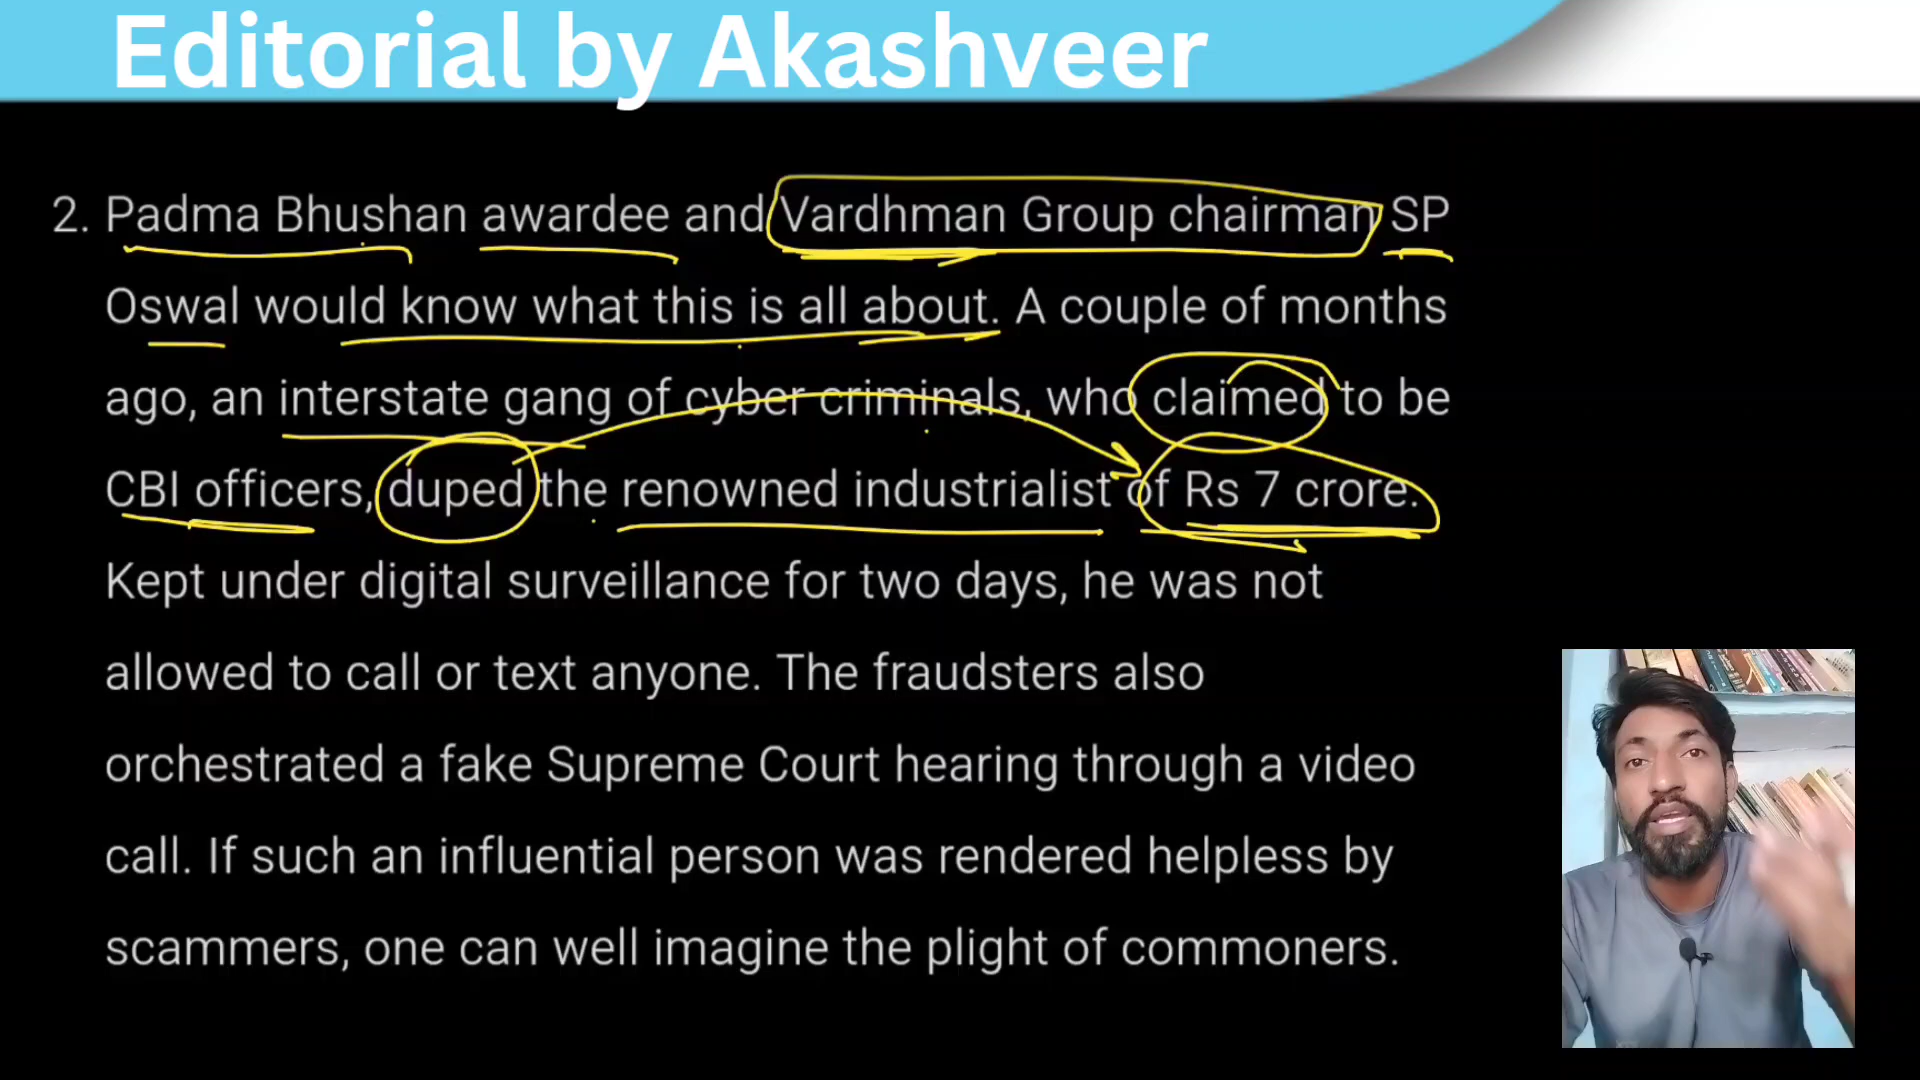 Editorial by Akashveer
2. Padma Bhushan awardee and Vardhman Group chairman SP
Oswal would know what this is all about. A couple of months
ago, an interstate gang of cyber criminals, who claimed to be
CBI officers, duped the renowned industrialist of Rs 7 crore.
Kept under digital surveillance for two days, he was not
allowed to call or text anyone. The fraudsters also
orchestrated a fake Supreme Court hearing through a video
call. If such an influential person was rendered helpless by
scammers, one can well imagine the plight of commoners.